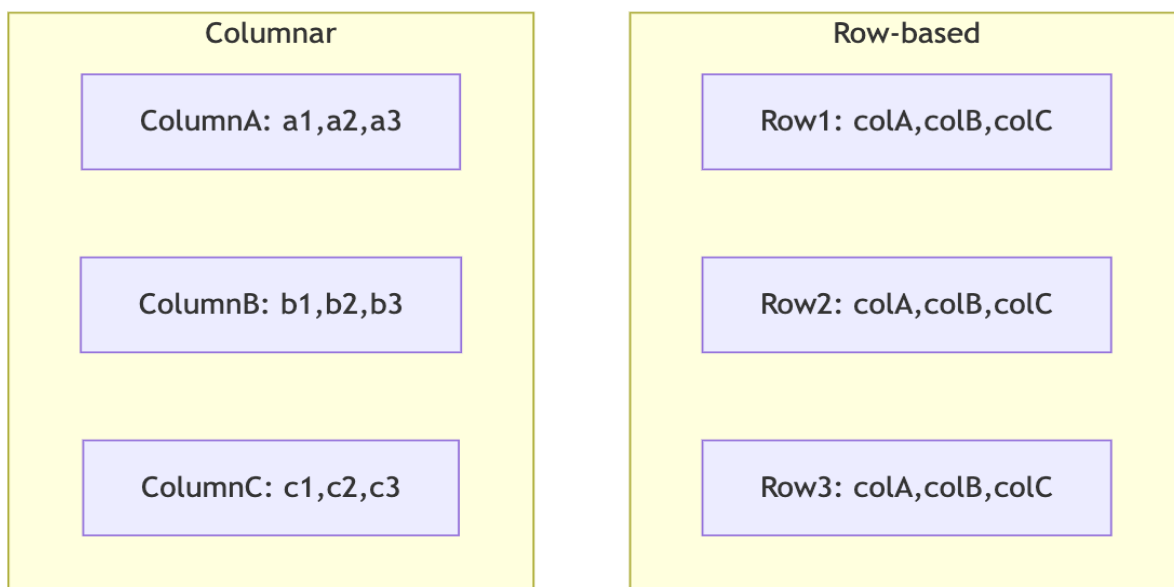 Columnar
ColumnA: a1,a2,a3
ColumnB: b1,b2,b3
ColumnC: c1,c2,c3
Row-based
Row1: colA,colB,colC
Row2: colA,colB,colC
Row3: colA,colB,colC